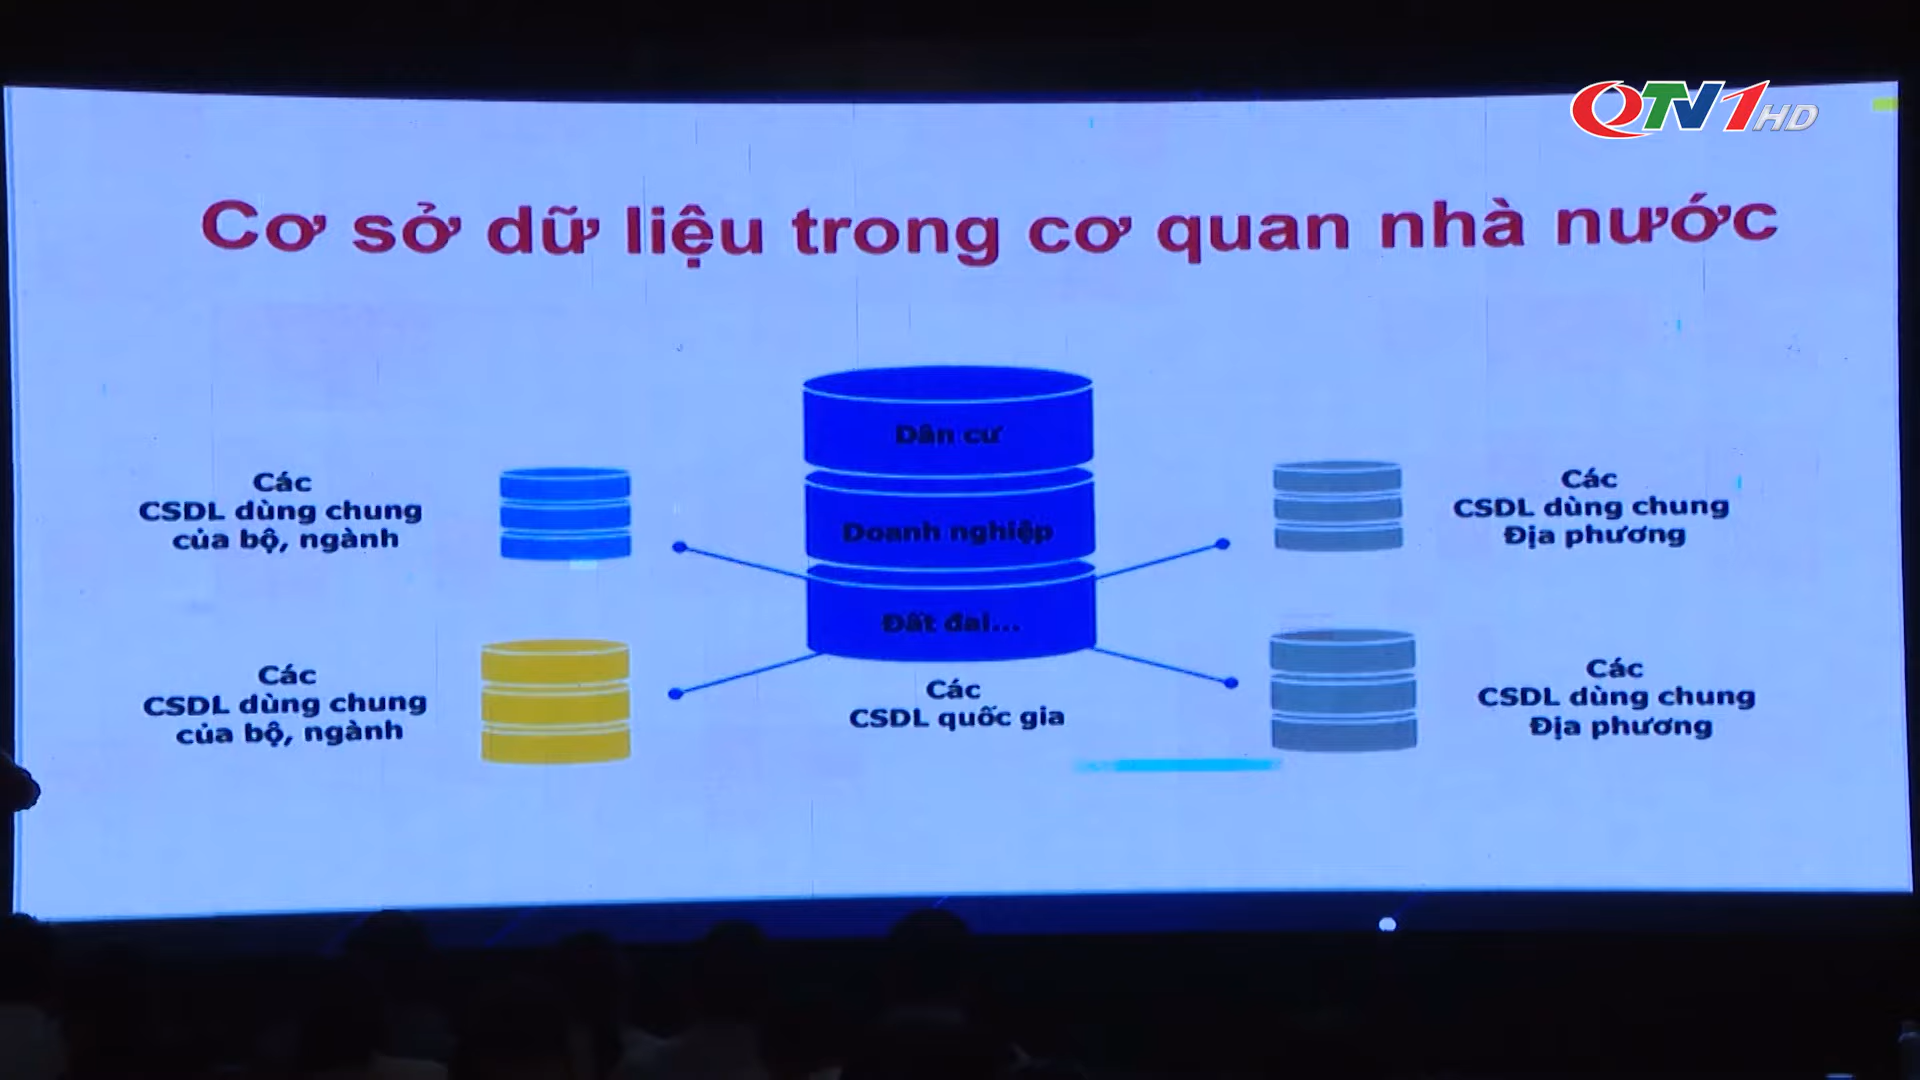 QTV1HD
Cơ sở dữ liệu trong cơ quan nhà nước
Các
CSDL dùng chung
của bộ, ngành
Các
CSDL dùng chung
của bộ, ngành
Dân cư
Doanh nghiệp
Đất đai...
Các
CSDL quốc gia
Các
CSDL dùng chung
Địa phương
Các
CSDL dùng chung
Địa phương